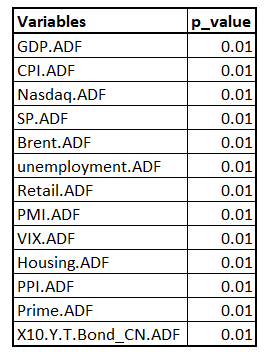 Variables p_value
GDP.ADF 0.01
CPI.ADF 0.01
Nasdaq.ADF 0.01
SP.ADF 0.01
Brent.ADF 0.01
unemployment.ADF 0.01
Retail.ADF 0.01
PMI.ADF 0.01
VIX.ADF 0.01
Housing.ADF 0.01
PPI.ADF 0.01
Prime.ADF 0.01
X10.Y.T.Bond_CN.ADF 0.01